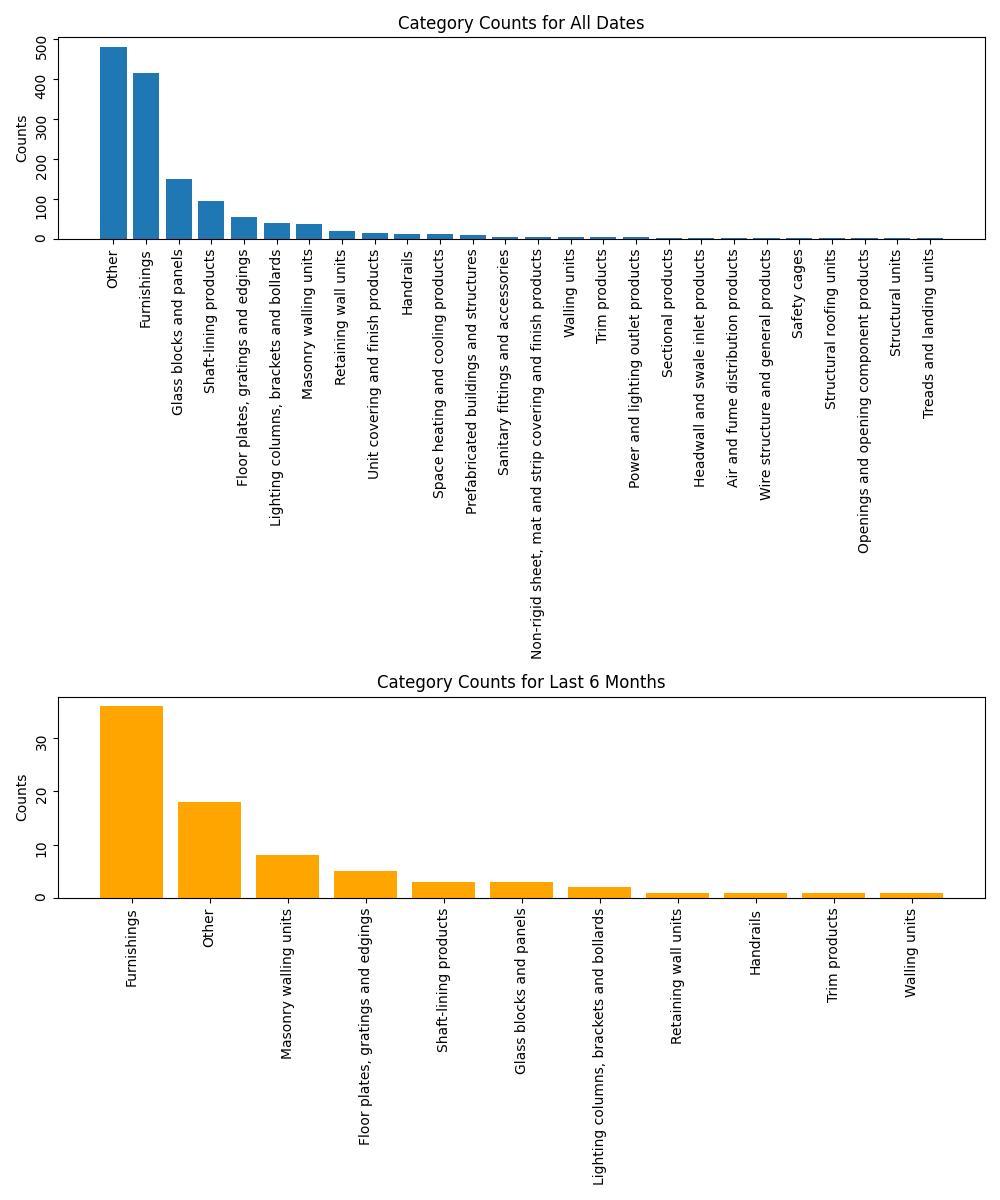 Category Counts for All Dates
Counts
500
400
300
200
100
0
Other
Furnishings
Glass blocks and panels
Shaft-lining products
Floor plates, gratings and edgings
Lighting columns, brackets and bollards
Masonry walling units
Retaining wall units
Unit covering and finish products
Handrails
Space heating and cooling products
Prefabricated buildings and structures
Sanitary fittings and accessories
Non-rigid sheet, mat and strip covering and finish products
Walling units
Trim products
Power and lighting outlet products
Sectional products
Headwall and swale inlet products
Air and fume distribution products
Wire structure and general products
Safety cages
Structural roofing units
Openings and opening component products
Structural units
Treads and landing units
Category Counts for Last 6 Months
Counts
30
20
10
0
Furnishings
Other
Masonry walling units
Floor plates, gratings and edgings
Shaft-lining products
Glass blocks and panels
Lighting columns, brackets and bollards
Retaining wall units
Handrails
Trim products
Walling units